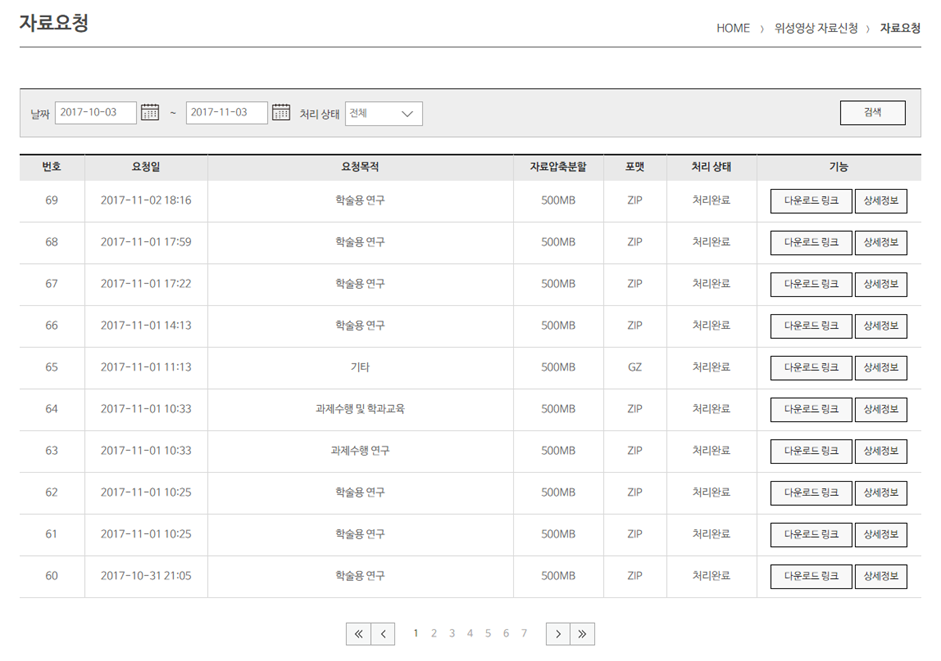 자료요청
HOME 〉 위성영상 자료신청 〉 자료요청
날짜 2017-10-03 ~ 2017-11-03 처리 상태 전체 검색
번호 요청일 요청목적 자료압축분할 포맷 처리 상태 기능
69 2017-11-02 18:16 학술용 연구 500MB ZIP 처리완료 다운로드 링크 상세정보
68 2017-11-01 17:59 학술용 연구 500MB ZIP 처리완료 다운로드 링크 상세정보
67 2017-11-01 17:22 학술용 연구 500MB ZIP 처리완료 다운로드 링크 상세정보
66 2017-11-01 14:13 학술용 연구 500MB ZIP 처리완료 다운로드 링크 상세정보
65 2017-11-01 11:13 기타 500MB GZ 처리완료 다운로드 링크 상세정보
64 2017-11-01 10:33 과제수행 및 학과교육 500MB ZIP 처리완료 다운로드 링크 상세정보
63 2017-11-01 10:33 과제수행 연구 500MB ZIP 처리완료 다운로드 링크 상세정보
62 2017-11-01 10:25 학술용 연구 500MB ZIP 처리완료 다운로드 링크 상세정보
61 2017-11-01 10:25 학술용 연구 500MB ZIP 처리완료 다운로드 링크 상세정보
60 2017-10-31 21:05 학술용 연구 500MB ZIP 처리완료 다운로드 링크 상세정보
« ‹ 1 2 3 4 5 6 7 › »